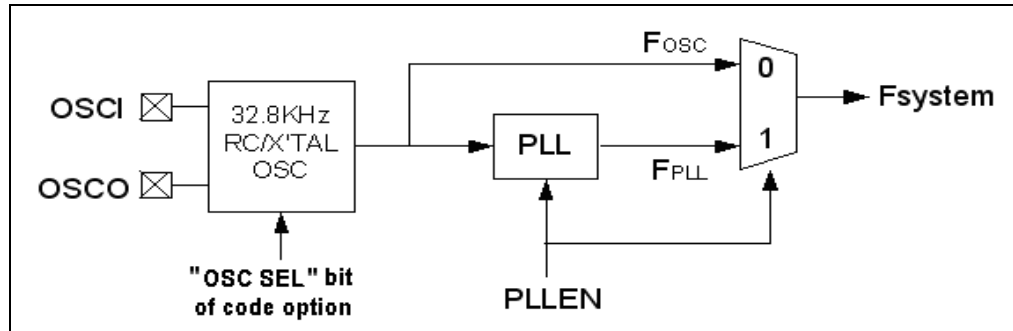 FOSC
0
OSCI
32.8KHz
RC/X'TAL
OSC
Fsystem
PLL
1
FPLL
OSCO
"OSC SEL" bit
of code option
PLLEN